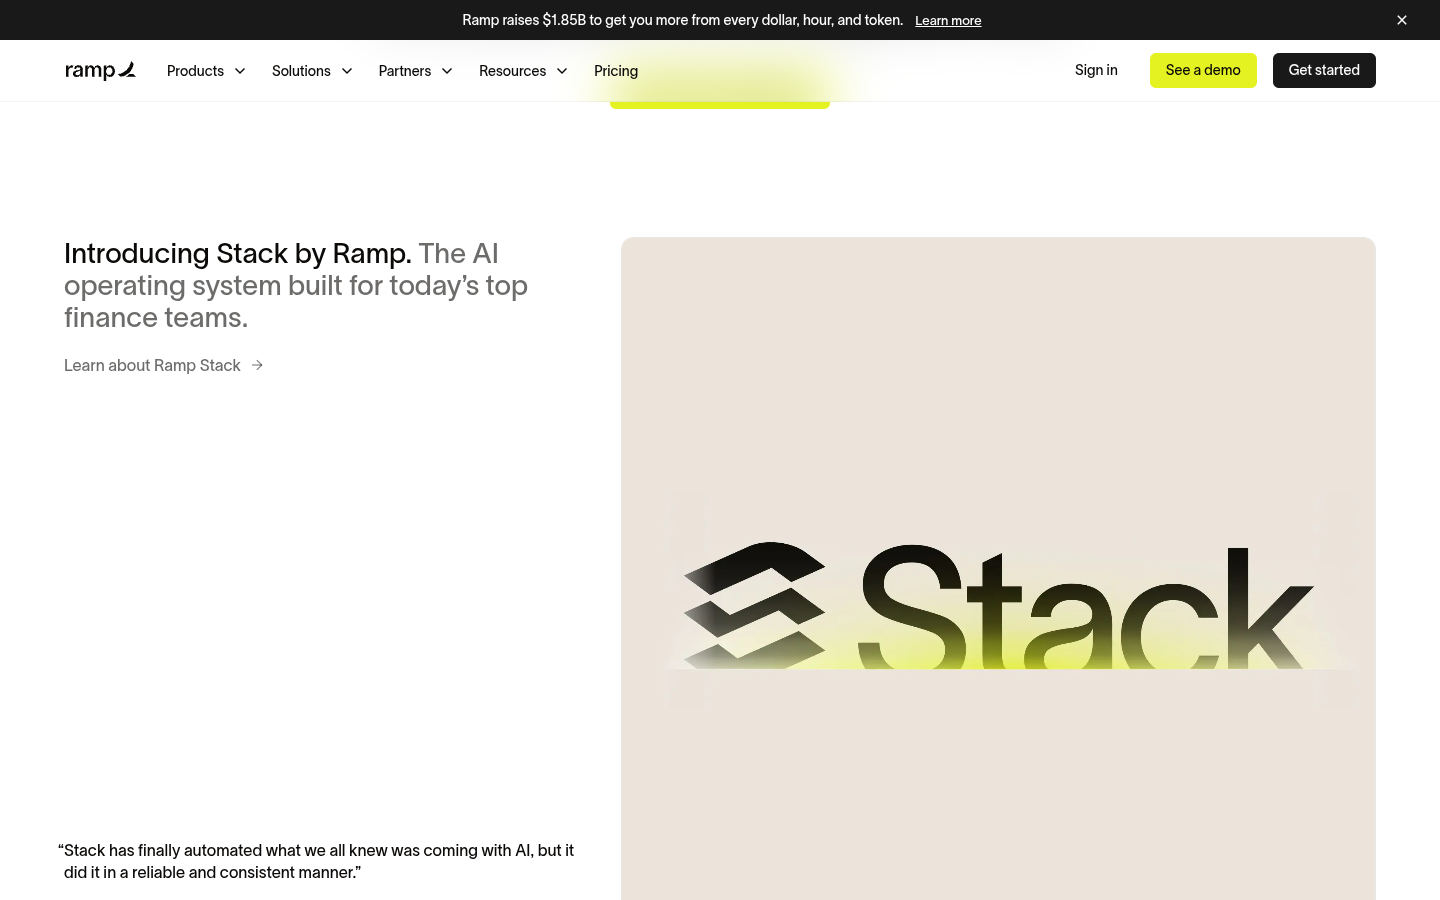 Ramp raises $1.85B to get you more from every dollar, hour, and token. Learn more
ramp Products Solutions Partners Resources Pricing Sign in See a demo Get started
Introducing Stack by Ramp. The AI
operating system built for today’s top
finance teams.
Learn about Ramp Stack
Stack
“Stack has finally automated what we all knew was coming with AI, but it
did it in a reliable and consistent manner.”